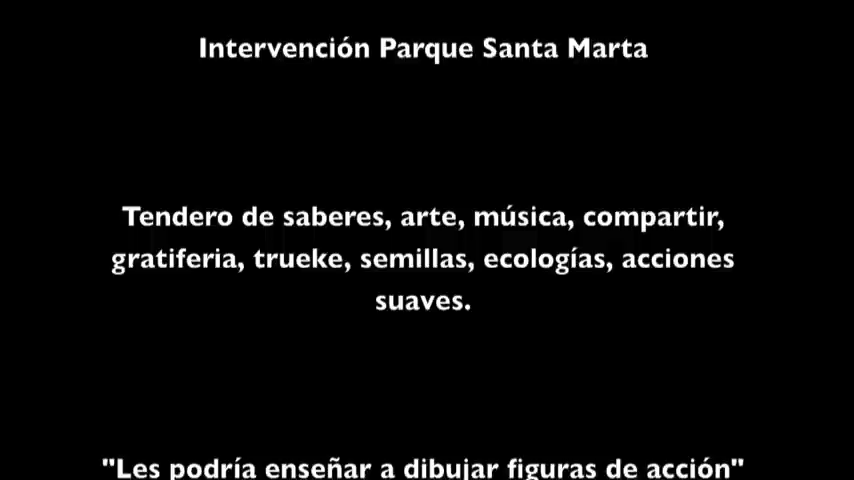 Intervención Parque Santa Marta
Tendero de saberes, arte, música, compartir,
gratiferia, trueke, semillas, ecologías, acciones
suaves.
"Les podría enseñar a dibujar figuras de acción"